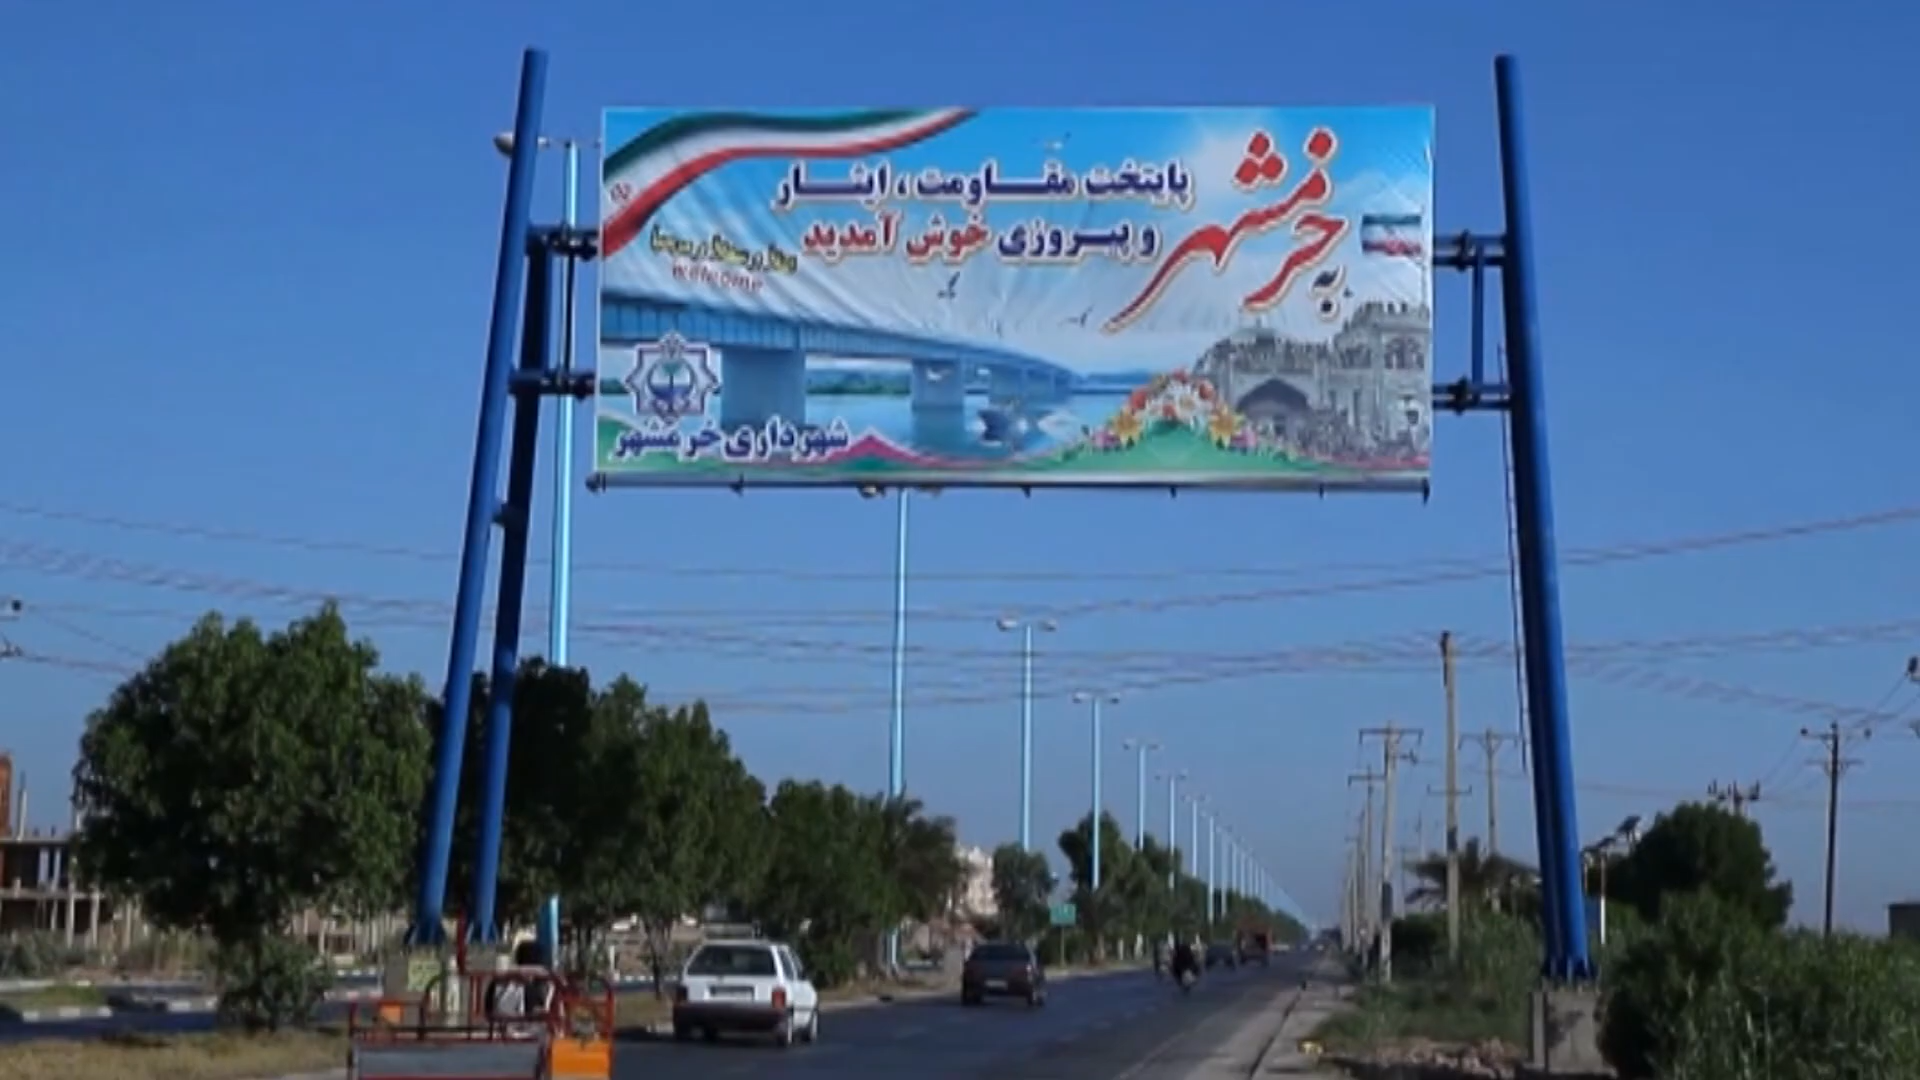 به خرمشهر
پایتخت مقاومت، ایثار
و پیروزی خوش آمدید
welcome
شهرداری خرمشهر